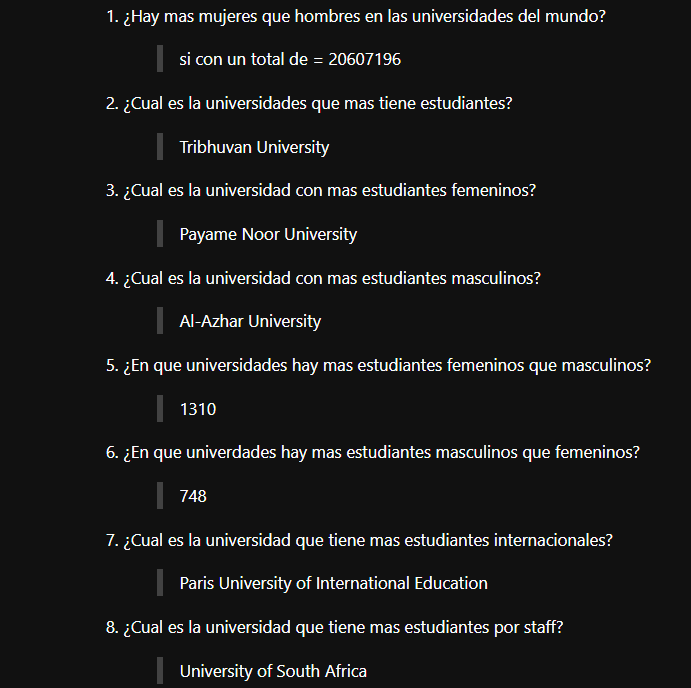 1. ¿Hay mas mujeres que hombres en las universidades del mundo?
si con un total de = 20607196
2. ¿Cual es la universidades que mas tiene estudiantes?
Tribhuvan University
3. ¿Cual es la universidad con mas estudiantes femeninos?
Payame Noor University
4. ¿Cual es la universidad con mas estudiantes masculinos?
Al-Azhar University
5. ¿En que universidades hay mas estudiantes femeninos que masculinos?
1310
6. ¿En que univerdades hay mas estudiantes masculinos que femeninos?
748
7. ¿Cual es la universidad que tiene mas estudiantes internacionales?
Paris University of International Education
8. ¿Cual es la universidad que tiene mas estudiantes por staff?
University of South Africa